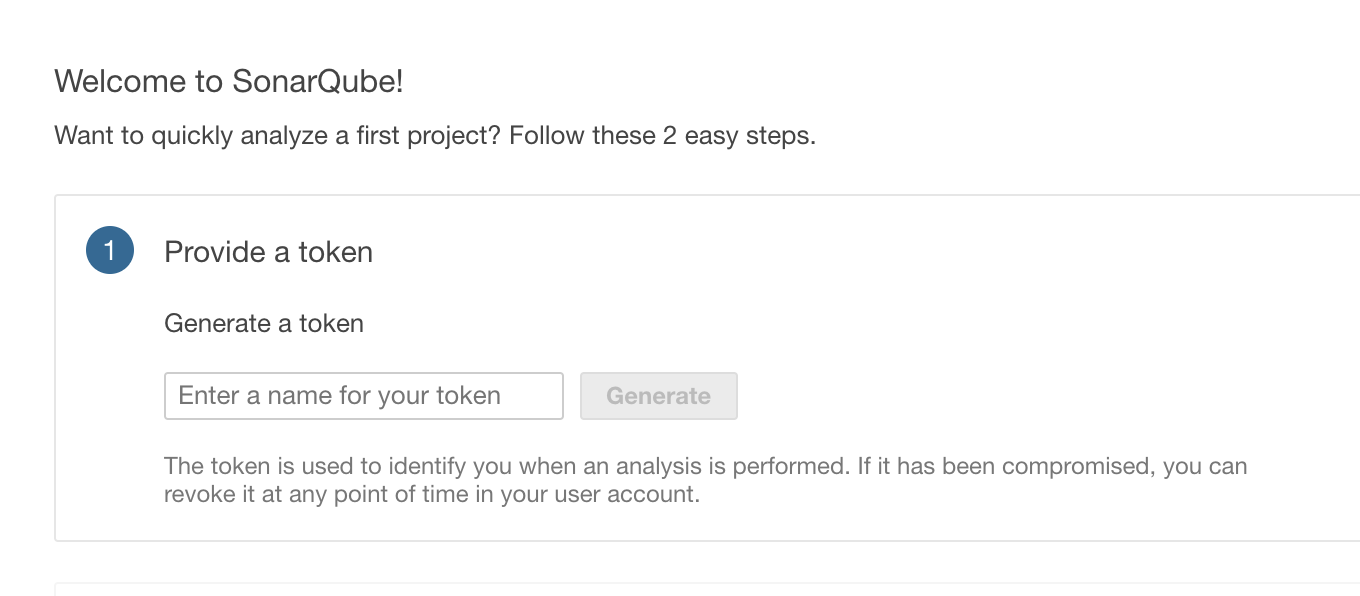 Welcome to SonarQube!
Want to quickly analyze a first project? Follow these 2 easy steps.
1 Provide a token
Generate a token
Enter a name for your token Generate
The token is used to identify you when an analysis is performed. If it has been compromised, you can
revoke it at any point of time in your user account.